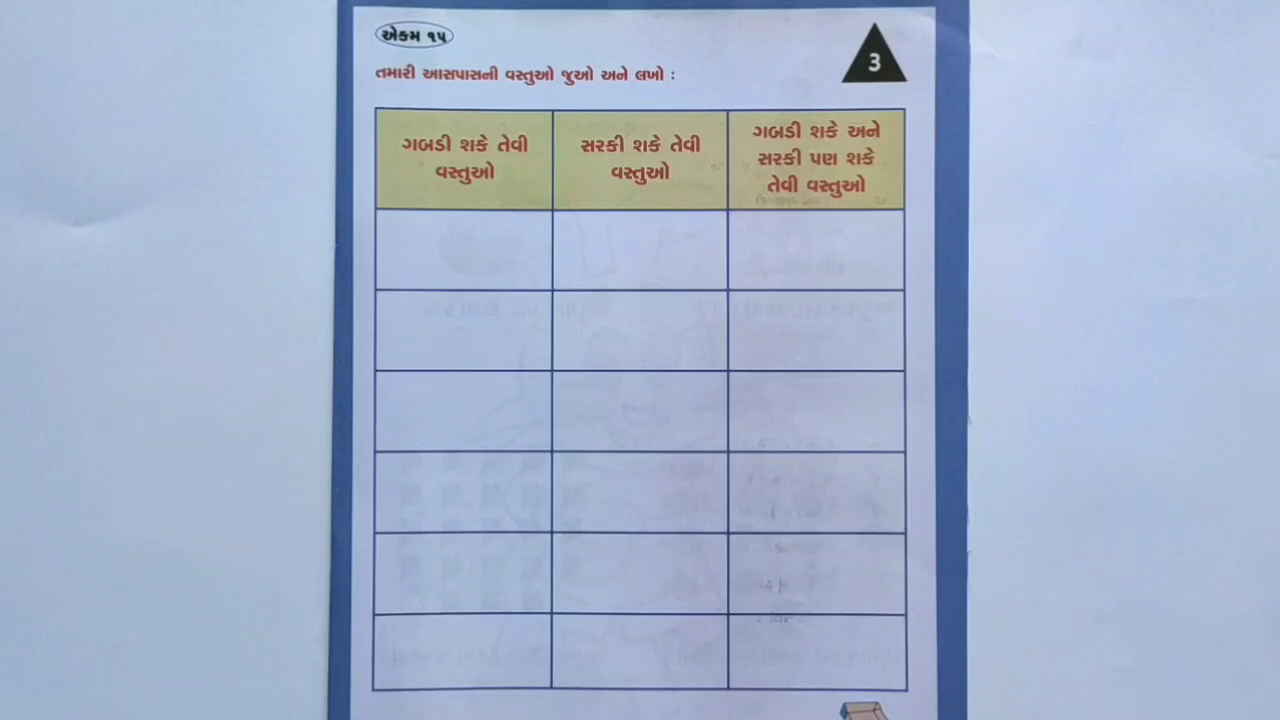 એકમ ૧૫
૩
તમારી આસપાસની વસ્તુઓ જુઓ અને લખો :
ગબડી શકે તેવી
વસ્તુઓ
સરકી શકે તેવી
વસ્તુઓ
ગબડી શકે અને
સરકી પણ શકે
તેવી વસ્તુઓ